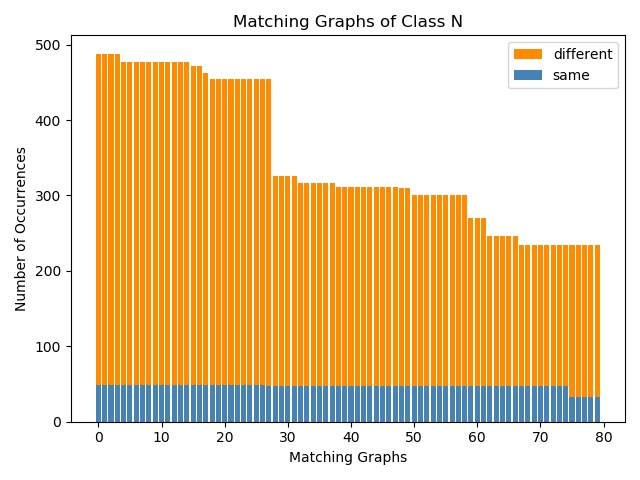 Matching Graphs of Class N
different
same
Number of Occurrences
500
400
300
200
100
0
0 10 20 30 40 50 60 70 80
Matching Graphs